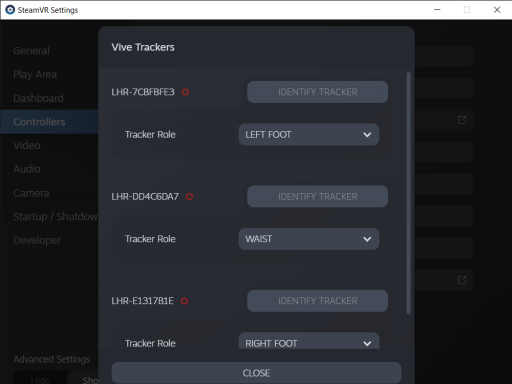 SteamVR Settings
General
Play Area
Dashboard
Controllers
Video
Audio
Camera
Startup / Shutdow
Developer
Advanced Settings
Hide Sho
Vive Trackers
LHR-7CBFBFE3 IDENTIFY TRACKER
Tracker Role LEFT FOOT
LHR-DD4C6DA7 IDENTIFY TRACKER
Tracker Role WAIST
LHR-E1317B1E IDENTIFY TRACKER
Tracker Role RIGHT FOOT
CLOSE